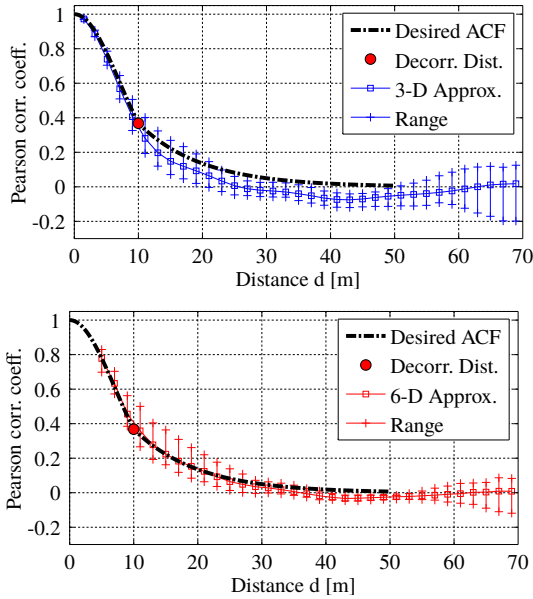 Pearson corr. coeff.
1
0.8
0.6
0.4
0.2
0
-0.2
Desired ACF
Decorr. Dist.
3-D Approx.
Range
0 10 20 30 40 50 60 70
Distance d [m]
Pearson corr. coeff.
1
0.8
0.6
0.4
0.2
0
-0.2
Desired ACF
Decorr. Dist.
6-D Approx.
Range
0 10 20 30 40 50 60 70
Distance d [m]